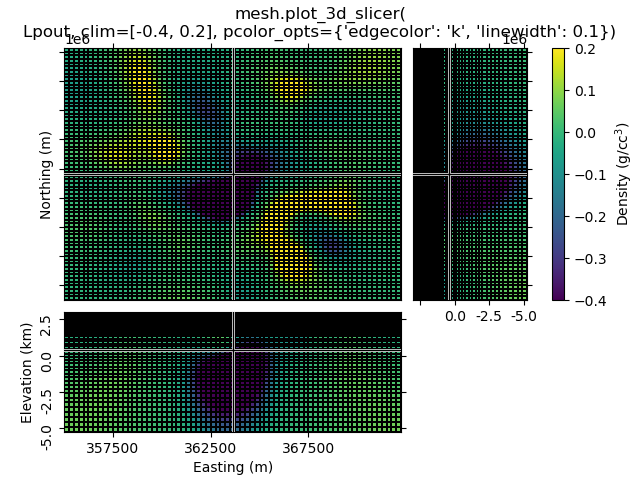 mesh.plot_3d_slicer(
Lpout, clim=[-0.4, 0.2], pcolor_opts={'edgecolor': 'k', 'linewidth': 0.1})
1e6
1e6
Northing (m)
0.0 -2.5 -5.0
0.2
0.1
0.0
−0.1
−0.2
−0.3
−0.4
Density (g/cc³)
Elevation (km)
2.5
0.0
-2.5
-5.0
357500 362500 367500
Easting (m)